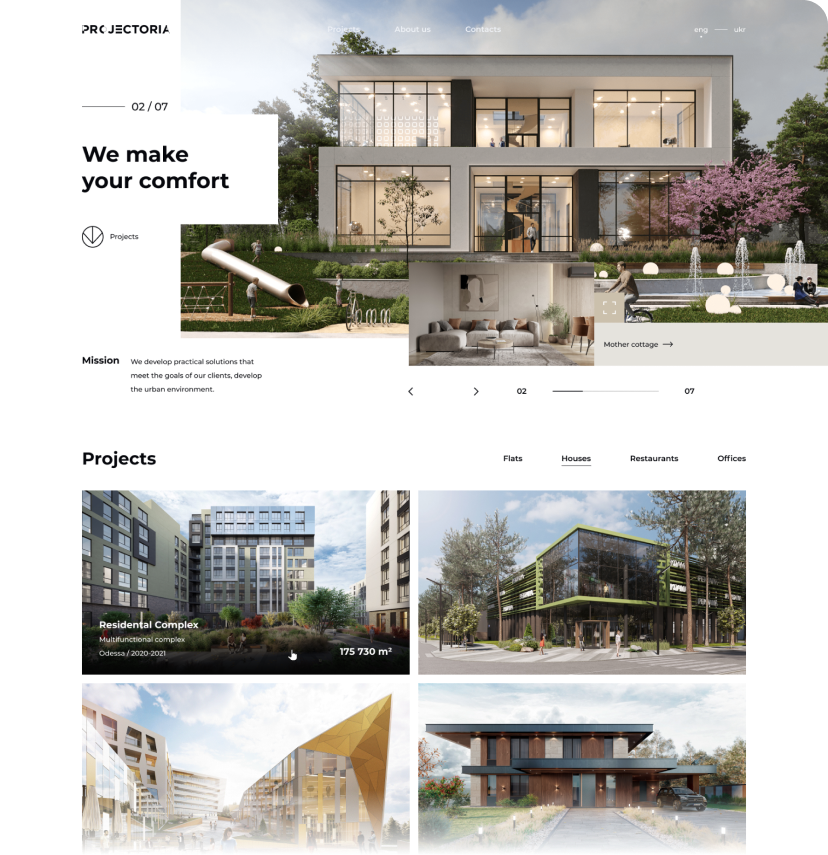 PROJECTORIA
Projects
About us
Contacts
eng
ukr
02 / 07
We make
your comfort
Projects
Mother cottage
Mission
We develop practical solutions that
meet the goals of our clients, develop
the urban environment.
02
07
Projects
Flats
Houses
Restaurants
Offices
Residental Complex
Multifunctional complex
Odessa / 2020-2021
175 730 m²